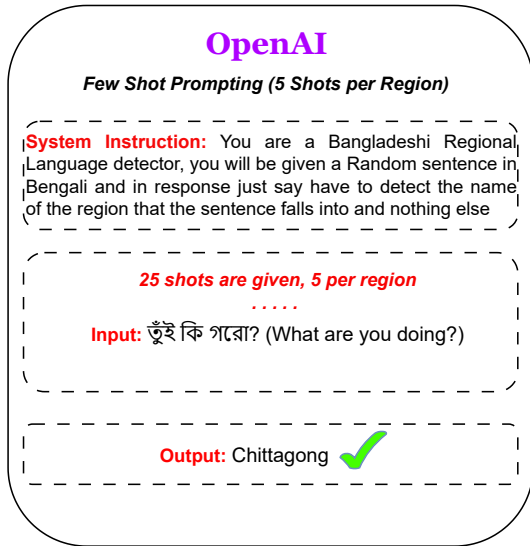 OpenAI
Few Shot Prompting (5 Shots per Region)
System Instruction: You are a Bangladeshi Regional
Language detector, you will be given a Random sentence in
Bengali and in response just say have to detect the name
of the region that the sentence falls into and nothing else
25 shots are given, 5 per region
. . . . .
Input: তুঁই কি গরো? (What are you doing?)
Output: Chittagong